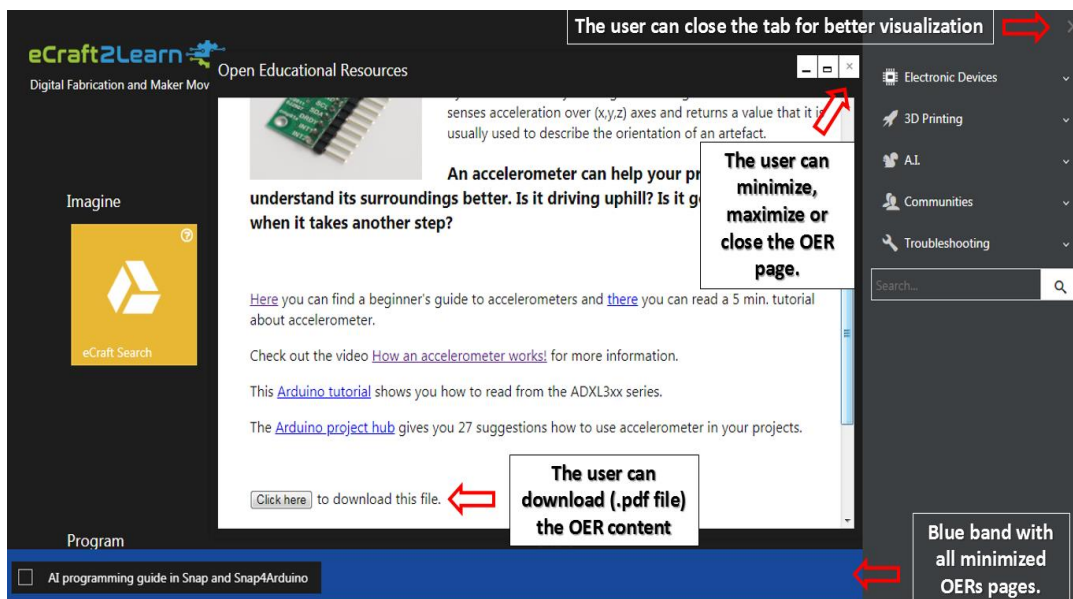 The user can close the tab for better visualization
eCraft2Learn
Digital Fabrication and Maker Mov
Open Educational Resources
senses acceleration over (x,y,z) axes and returns a value that it is
usually used to describe the orientation of an artefact.
An accelerometer can help your pr
understand its surroundings better. Is it driving uphill? Is it g
when it takes another step?
The user can
minimize,
maximize or
close the OER
page.
Here you can find a beginner's guide to accelerometers and there you can read a 5 min. tutorial
about accelerometer.
Check out the video How an accelerometer works! for more information.
This Arduino tutorial shows you how to read from the ADXL3xx series.
The Arduino project hub gives you 27 suggestions how to use accelerometer in your projects.
Click here to download this file.
The user can
download (.pdf file)
the OER content
Imagine
eCraft Search
Program
AI programming guide in Snap and Snap4Arduino
Electronic Devices
3D Printing
A.I.
Communities
Troubleshooting
Search...
Blue band with
all minimized
OERs pages.
SCL
SDA
DRDY
INT1